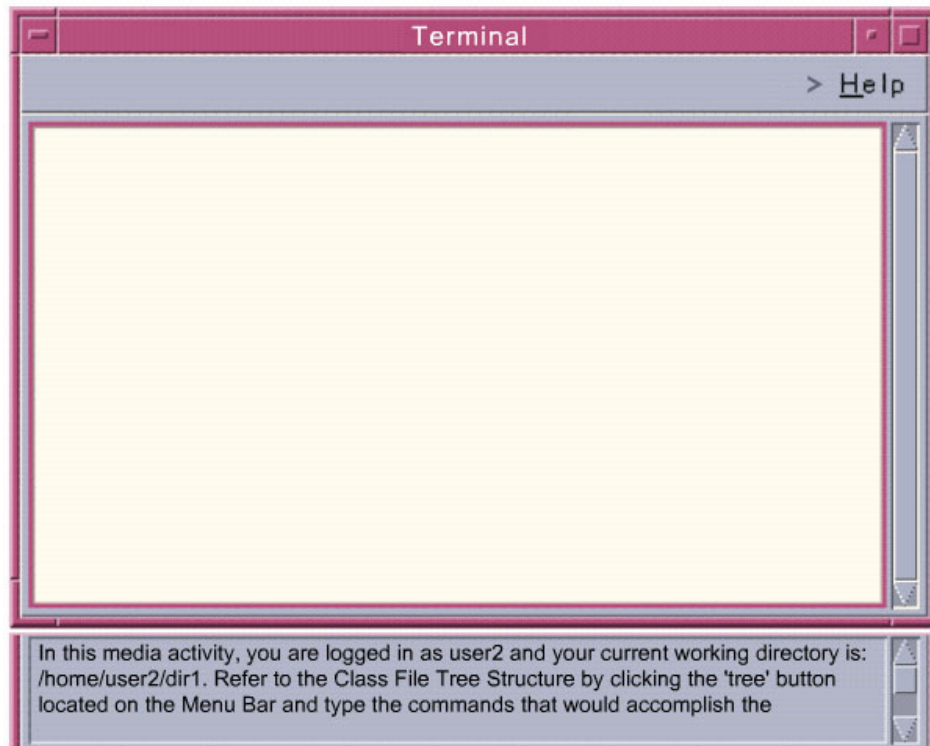 Terminal
> Help
In this media activity, you are logged in as user2 and your current working directory is:
/home/user2/dir1. Refer to the Class File Tree Structure by clicking the 'tree' button
located on the Menu Bar and type the commands that would accomplish the